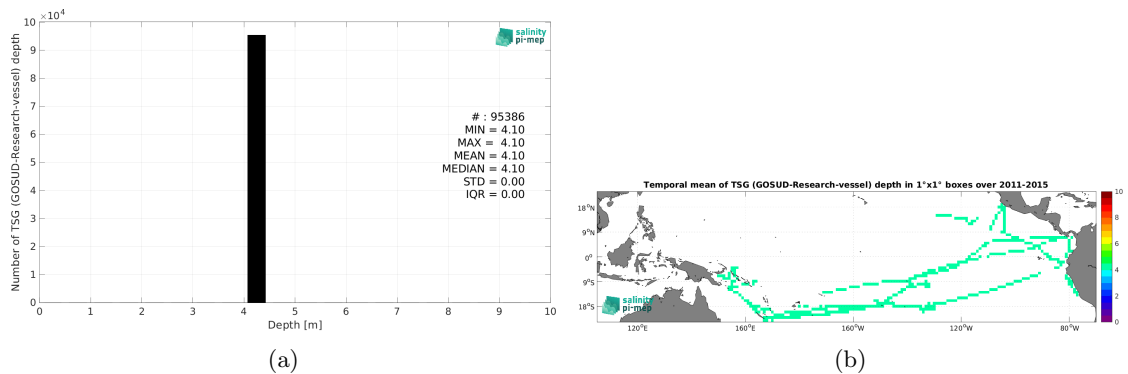 ×10⁴
10
9
8
7
6
5
4
3
2
1
0
Number of TSG (GOSUD-Research-vessel) depth
salinity
pi-mep
# : 95386
MIN = 4.10
MAX = 4.10
MEAN = 4.10
MEDIAN = 4.10
STD = 0.00
IQR = 0.00
0 1 2 3 4 5 6 7 8 9 10
Depth [m]
(a)
Temporal mean of TSG (GOSUD-Research-vessel) depth in 1°x1° boxes over 2011-2015
18°N
9°N
0°
9°S
18°S
salinity
pi-mep
120°E 160°E 160°W 120°W 80°W
10
8
6
4
2
0
(b)